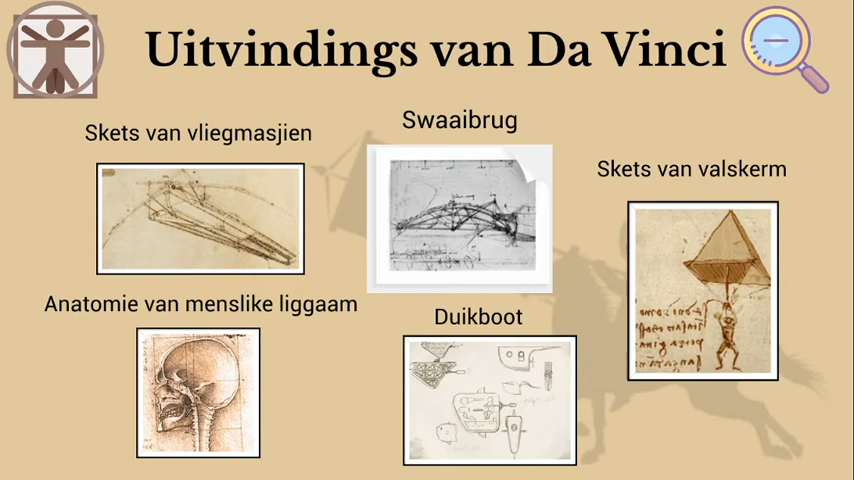 Uitvindings van Da Vinci
Skets van vliegmasjien
Swaaibrug
Skets van valskerm
Anatomie van menslike liggaam
Duikboot